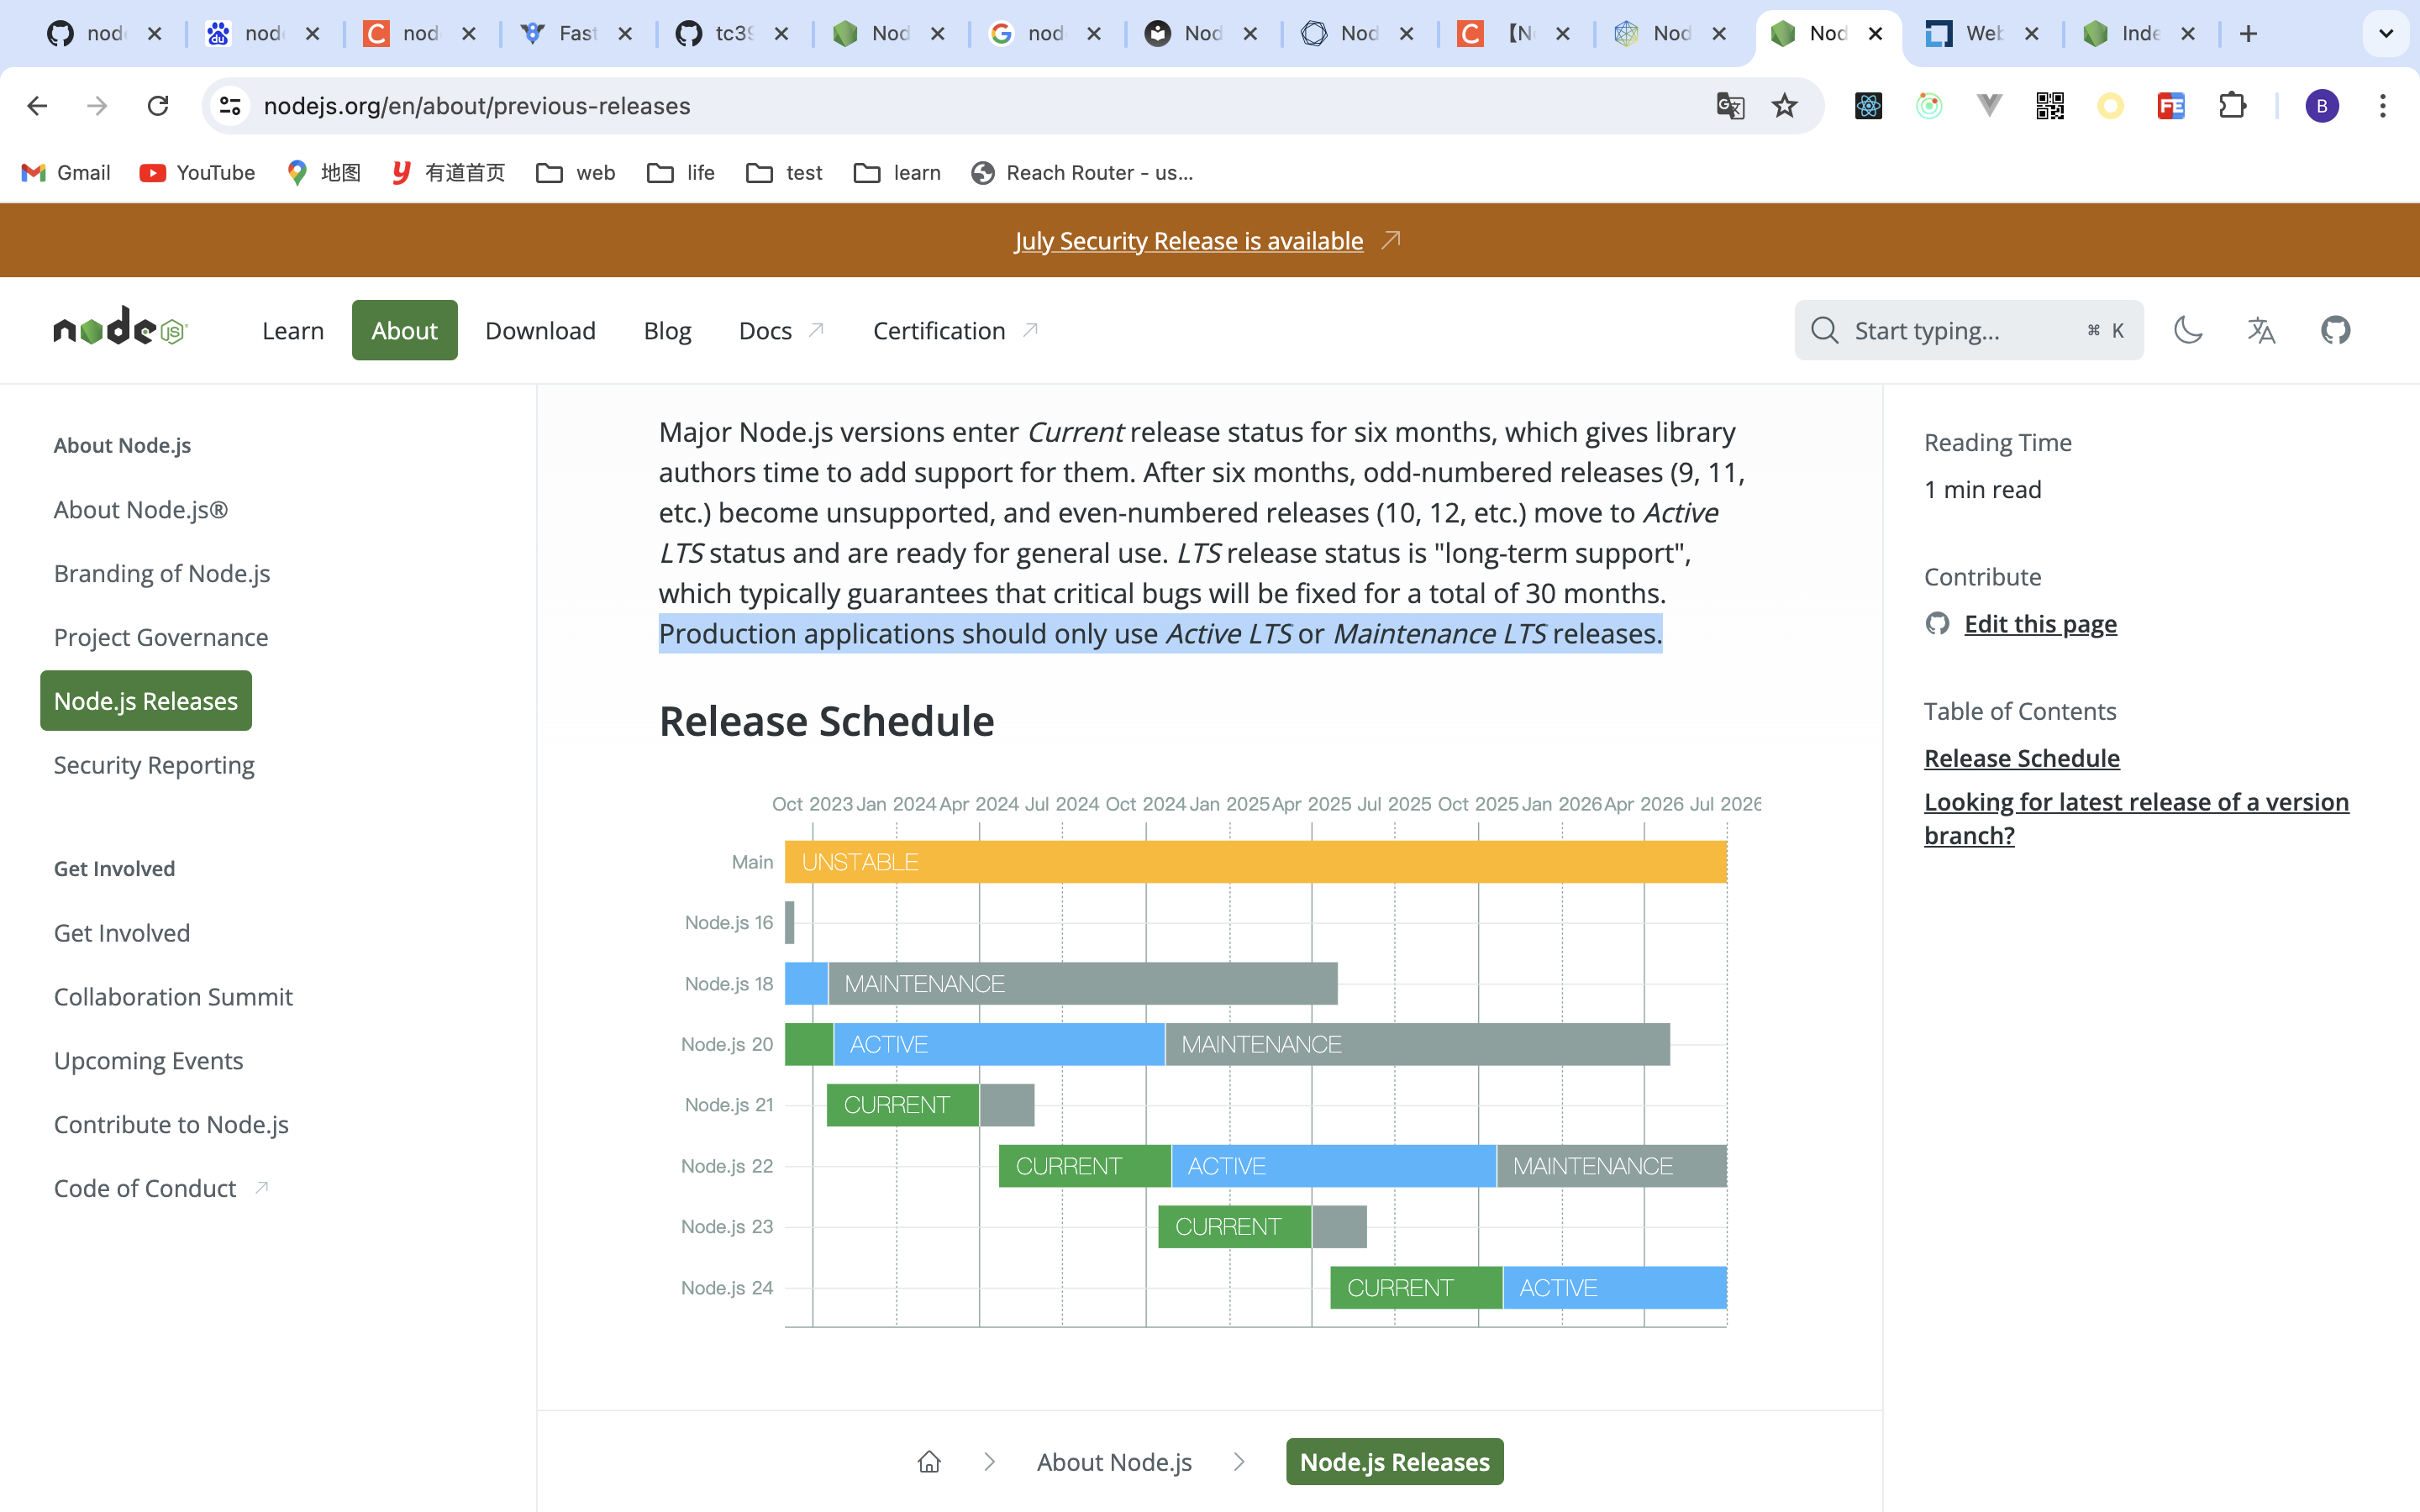 nod
nod
nod
Fast
tc39
Nod
nod
Nod
Nod
【N
Nod
Nod
Web
Inde
nodejs.org/en/about/previous-releases
B
Gmail
YouTube
地图
有道首页
web
life
test
learn
Reach Router - us...
July Security Release is available
node
JS
Learn
About
Download
Blog
Docs
Certification
Start typing...
⌘ K
About Node.js
About Node.js®
Branding of Node.js
Project Governance
Node.js Releases
Security Reporting
Get Involved
Get Involved
Collaboration Summit
Upcoming Events
Contribute to Node.js
Code of Conduct
Major Node.js versions enter Current release status for six months, which gives library
authors time to add support for them. After six months, odd-numbered releases (9, 11,
etc.) become unsupported, and even-numbered releases (10, 12, etc.) move to Active
LTS status and are ready for general use. LTS release status is "long-term support",
which typically guarantees that critical bugs will be fixed for a total of 30 months.
Production applications should only use Active LTS or Maintenance LTS releases.
Release Schedule
Oct 2023 Jan 2024 Apr 2024 Jul 2024 Oct 2024 Jan 2025 Apr 2025 Jul 2025 Oct 2025 Jan 2026 Apr 2026 Jul 2026
Main UNSTABLE
Node.js 16
Node.js 18 MAINTENANCE
Node.js 20 ACTIVE MAINTENANCE
Node.js 21 CURRENT
Node.js 22 CURRENT ACTIVE MAINTENANCE
Node.js 23 CURRENT
Node.js 24 CURRENT ACTIVE
About Node.js
Node.js Releases
Reading Time
1 min read
Contribute
Edit this page
Table of Contents
Release Schedule
Looking for latest release of a version
branch?